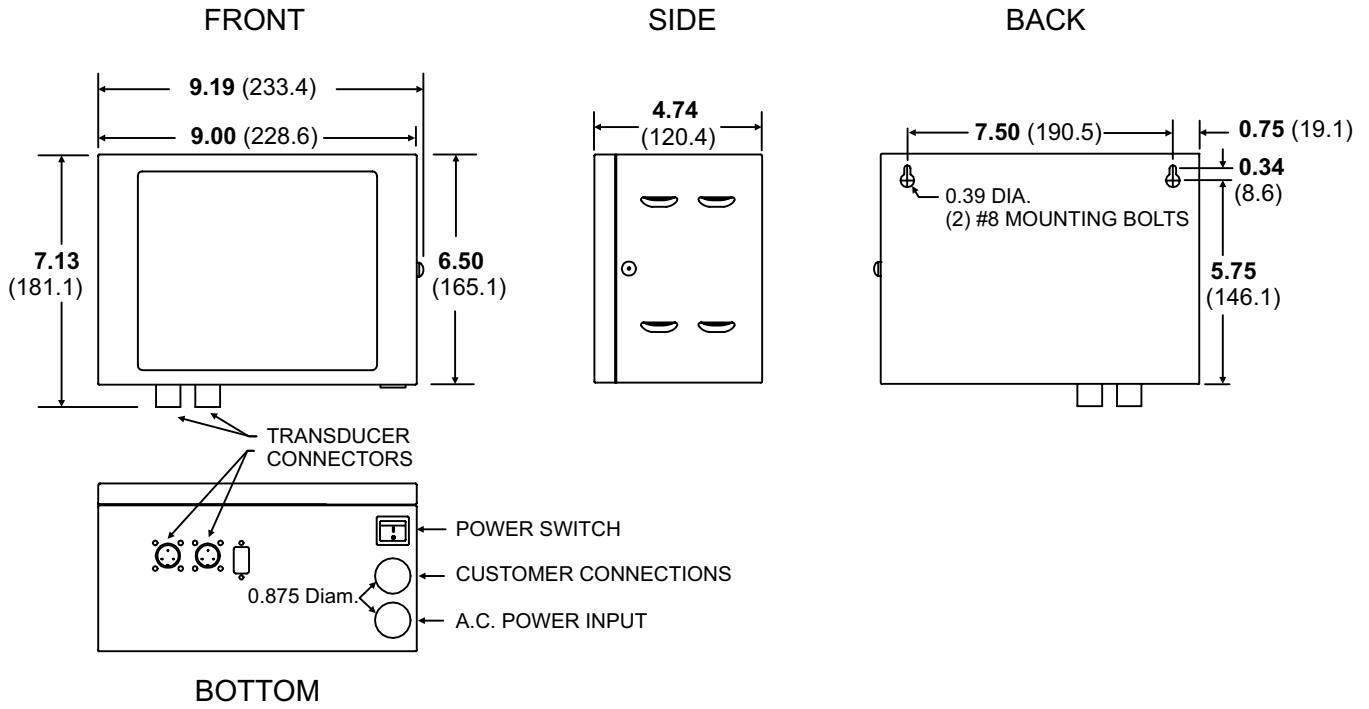 FRONT
SIDE
BACK
9.19 (233.4)
9.00 (228.6)
7.13
(181.1)
6.50
(165.1)
4.74
(120.4)
7.50 (190.5)
0.75 (19.1)
0.34
(8.6)
0.39 DIA.
(2) #8 MOUNTING BOLTS
5.75
(146.1)
TRANSDUCER
CONNECTORS
POWER SWITCH
CUSTOMER CONNECTIONS
0.875 Diam.
A.C. POWER INPUT
BOTTOM